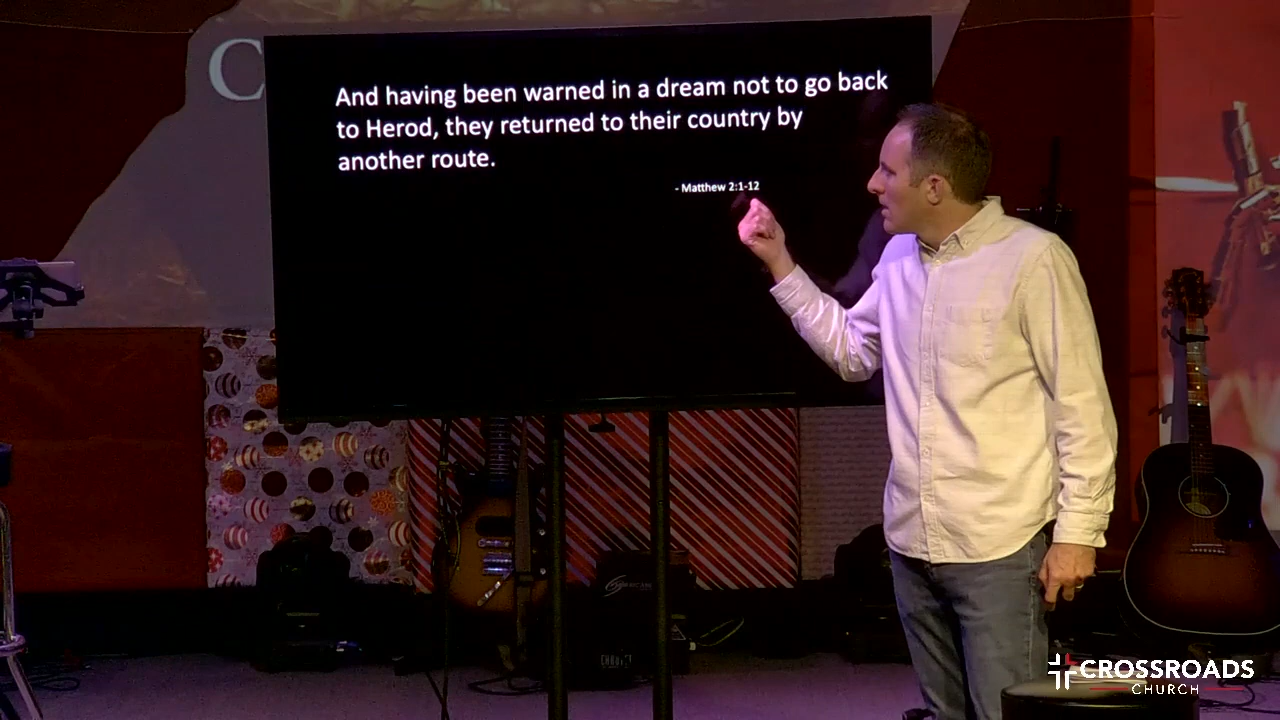 C
And having been warned in a dream not to go back
to Herod, they returned to their country by
another route.
- Matthew 2:1-12
CROSSROADS
CHURCH